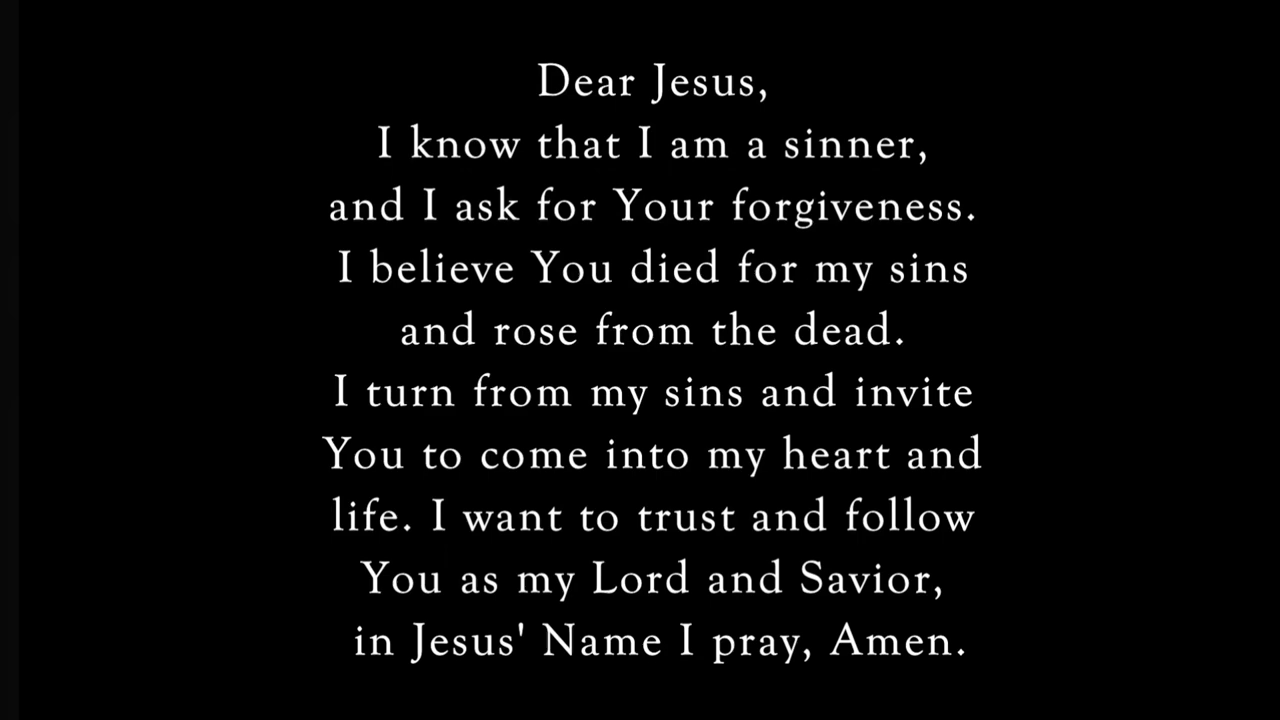 Dear Jesus,
I know that I am a sinner,
and I ask for Your forgiveness.
I believe You died for my sins
and rose from the dead.
I turn from my sins and invite
You to come into my heart and
life. I want to trust and follow
You as my Lord and Savior,
in Jesus' Name I pray, Amen.